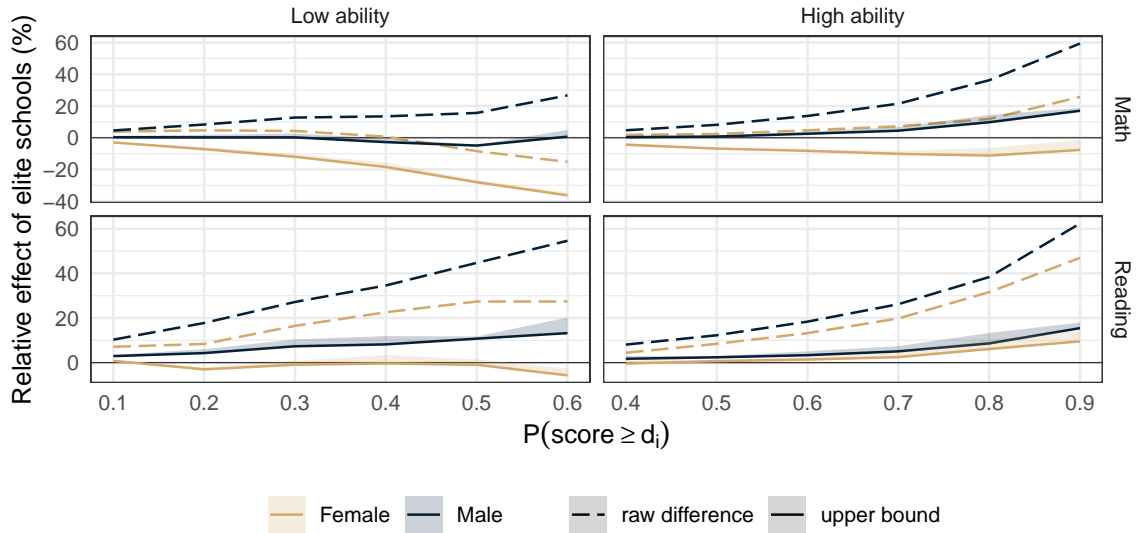 Low ability
High ability
Relative effect of elite schools (%)
60
40
20
0
−20
−40
Math
60
40
20
0
Reading
0.1 0.2 0.3 0.4 0.5 0.6
0.4 0.5 0.6 0.7 0.8 0.9
P(score ≥ dᵢ)
Female Male raw difference upper bound